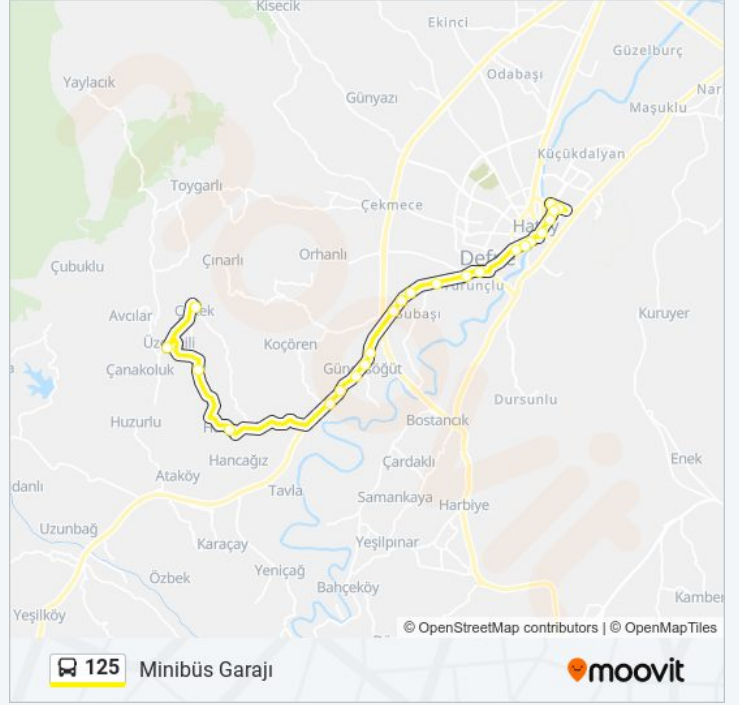 Kisecik
Ekinci
Güzelburç
Odabaşı
Yaylacık
Nar
Günyazı
Maşuklu
Küçükdalyan
Toygarlı
Çekmece
Orhanlı
Çınarlı
Çubuklu
Subaşı
Kuruyer
Avcılar
Koçören
Çanakoluk
Dursunlu
Huzurlu
Bostancık
Hancağız
Çardaklı
Enek
Ataköy
danlı
Tavla
Samankaya
Harbiye
Uzunbağ
Karaçay
Yeşilpınar
Yeniçağ
Özbek
Bahçeköy
Kamber
Yeşilköy
© OpenStreetMap contributors | © OpenMapTiles
125 Minibüs Garajı
moovit